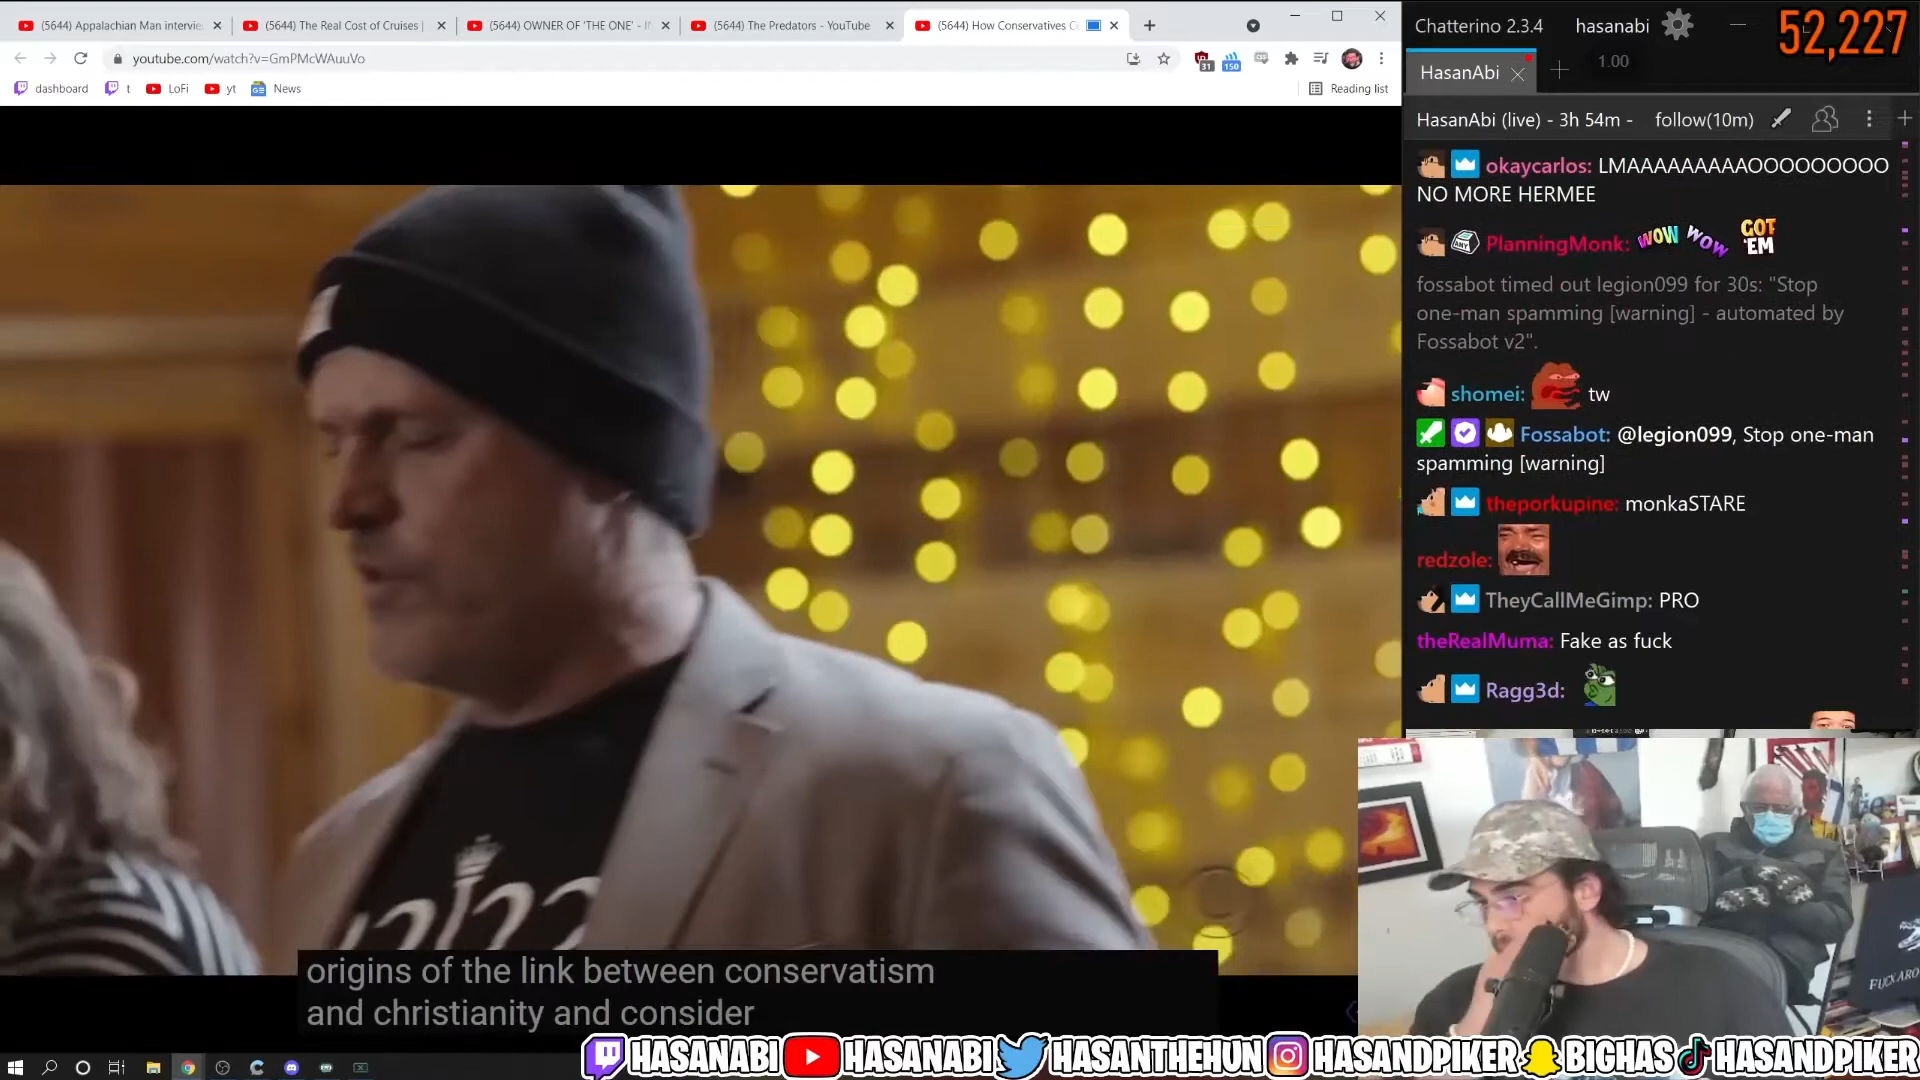 (5644) Appalachian Man intervie
(5644) The Real Cost of Cruises |
(5644) OWNER OF 'THE ONE' - I
(5644) The Predators - YouTube
(5644) How Conservatives C
youtube.com/watch?v=GmPMcWAuuVo
31
150
dashboard
t
LoFi
yt
News
Reading list
origins of the link between conservatism
and christianity and consider
Chatterino 2.3.4
hasanabi
52,227
HasanAbi
1.00
HasanAbi (live) - 3h 54m - follow(10m)
okaycarlos: LMAAAAAAAAAOOOOOOOOO
NO MORE HERMEE
PlanningMonk: WOW WOW GOT 'EM
fossabot timed out legion099 for 30s: "Stop
one-man spamming [warning] - automated by
Fossabot v2".
shomei: tw
Fossabot: @legion099, Stop one-man
spamming [warning]
theporkupine: monkaSTARE
redzole:
TheyCallMeGimp: PRO
theRealMuma: Fake as fuck
Ragg3d:
HASANABI HASANABI HASANTHEHUN HASANDPIKER BIGHAS HASANDPIKER